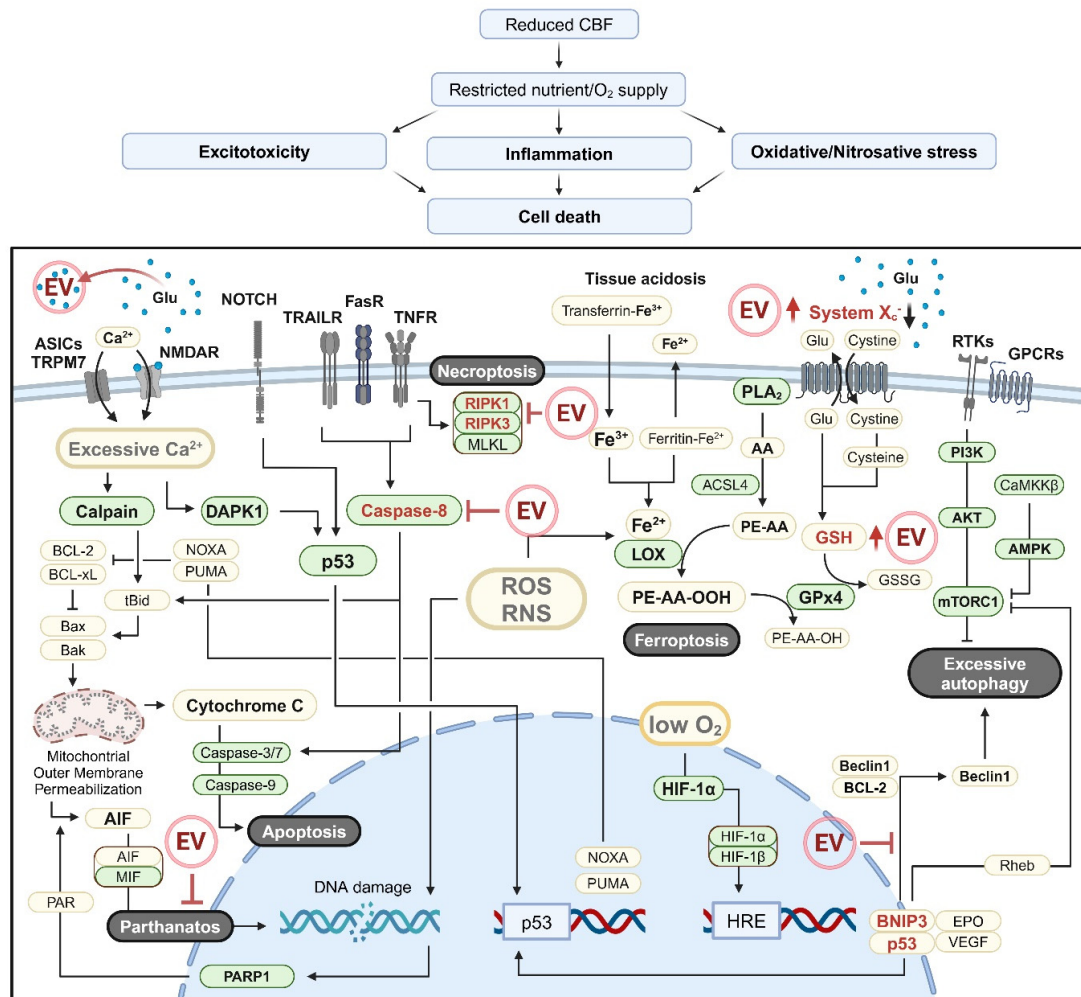 Reduced CBF
Restricted nutrient/O₂ supply
Excitotoxicity
Inflammation
Oxidative/Nitrosative stress
Cell death
EV
Glu
ASICs
TRPM7
Ca²⁺
NMDAR
NOTCH
TRAILR
FasR
TNFR
Tissue acidosis
Transferrin-Fe³⁺
Fe²⁺
EV
System Xc⁻
Glu
Glu
Cystine
RTKs
GPCRs
Necroptosis
RIPK1
RIPK3
MLKL
EV
Fe³⁺
Ferritin-Fe²⁺
PLA₂
AA
ACSL4
PE-AA
Glu
Cystine
Cysteine
PI3K
CaMKKβ
AKT
AMPK
mTORC1
Excessive Ca²⁺
Calpain
DAPK1
Caspase-8
EV
p53
Fe²⁺
LOX
GSH
EV
GSSG
GPx4
PE-AA-OOH
PE-AA-OH
Ferroptosis
ROS
RNS
BCL-2
BCL-xL
NOXA
PUMA
tBid
Bax
Bak
Excessive
autophagy
Mitochontrial
Outer Membrane
Permeabilization
Cytochrome C
Caspase-3/7
Caspase-9
Apoptosis
low O₂
HIF-1α
HIF-1α
HIF-1β
Beclin1
BCL-2
Beclin1
EV
Rheb
AIF
AIF
MIF
EV
PAR
Parthanatos
DNA damage
PARP1
NOXA
PUMA
p53
HRE
BNIP3
p53
EPO
VEGF